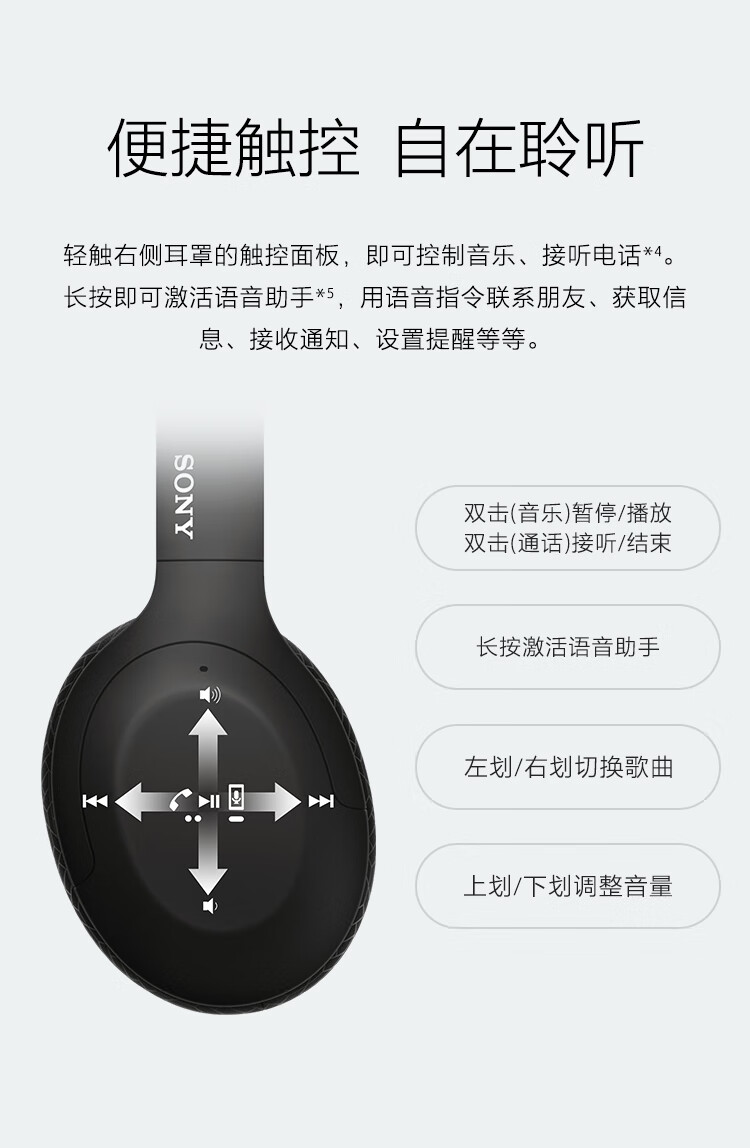 便捷触控 自在聆听
轻触右侧耳罩的触控面板，即可控制音乐、接听电话*4。
长按即可激活语音助手*5，用语音指令联系朋友、获取信
息、接收通知、设置提醒等等。
SONY
双击(音乐)暂停/播放
双击(通话)接听/结束
长按激活语音助手
左划/右划切换歌曲
上划/下划调整音量